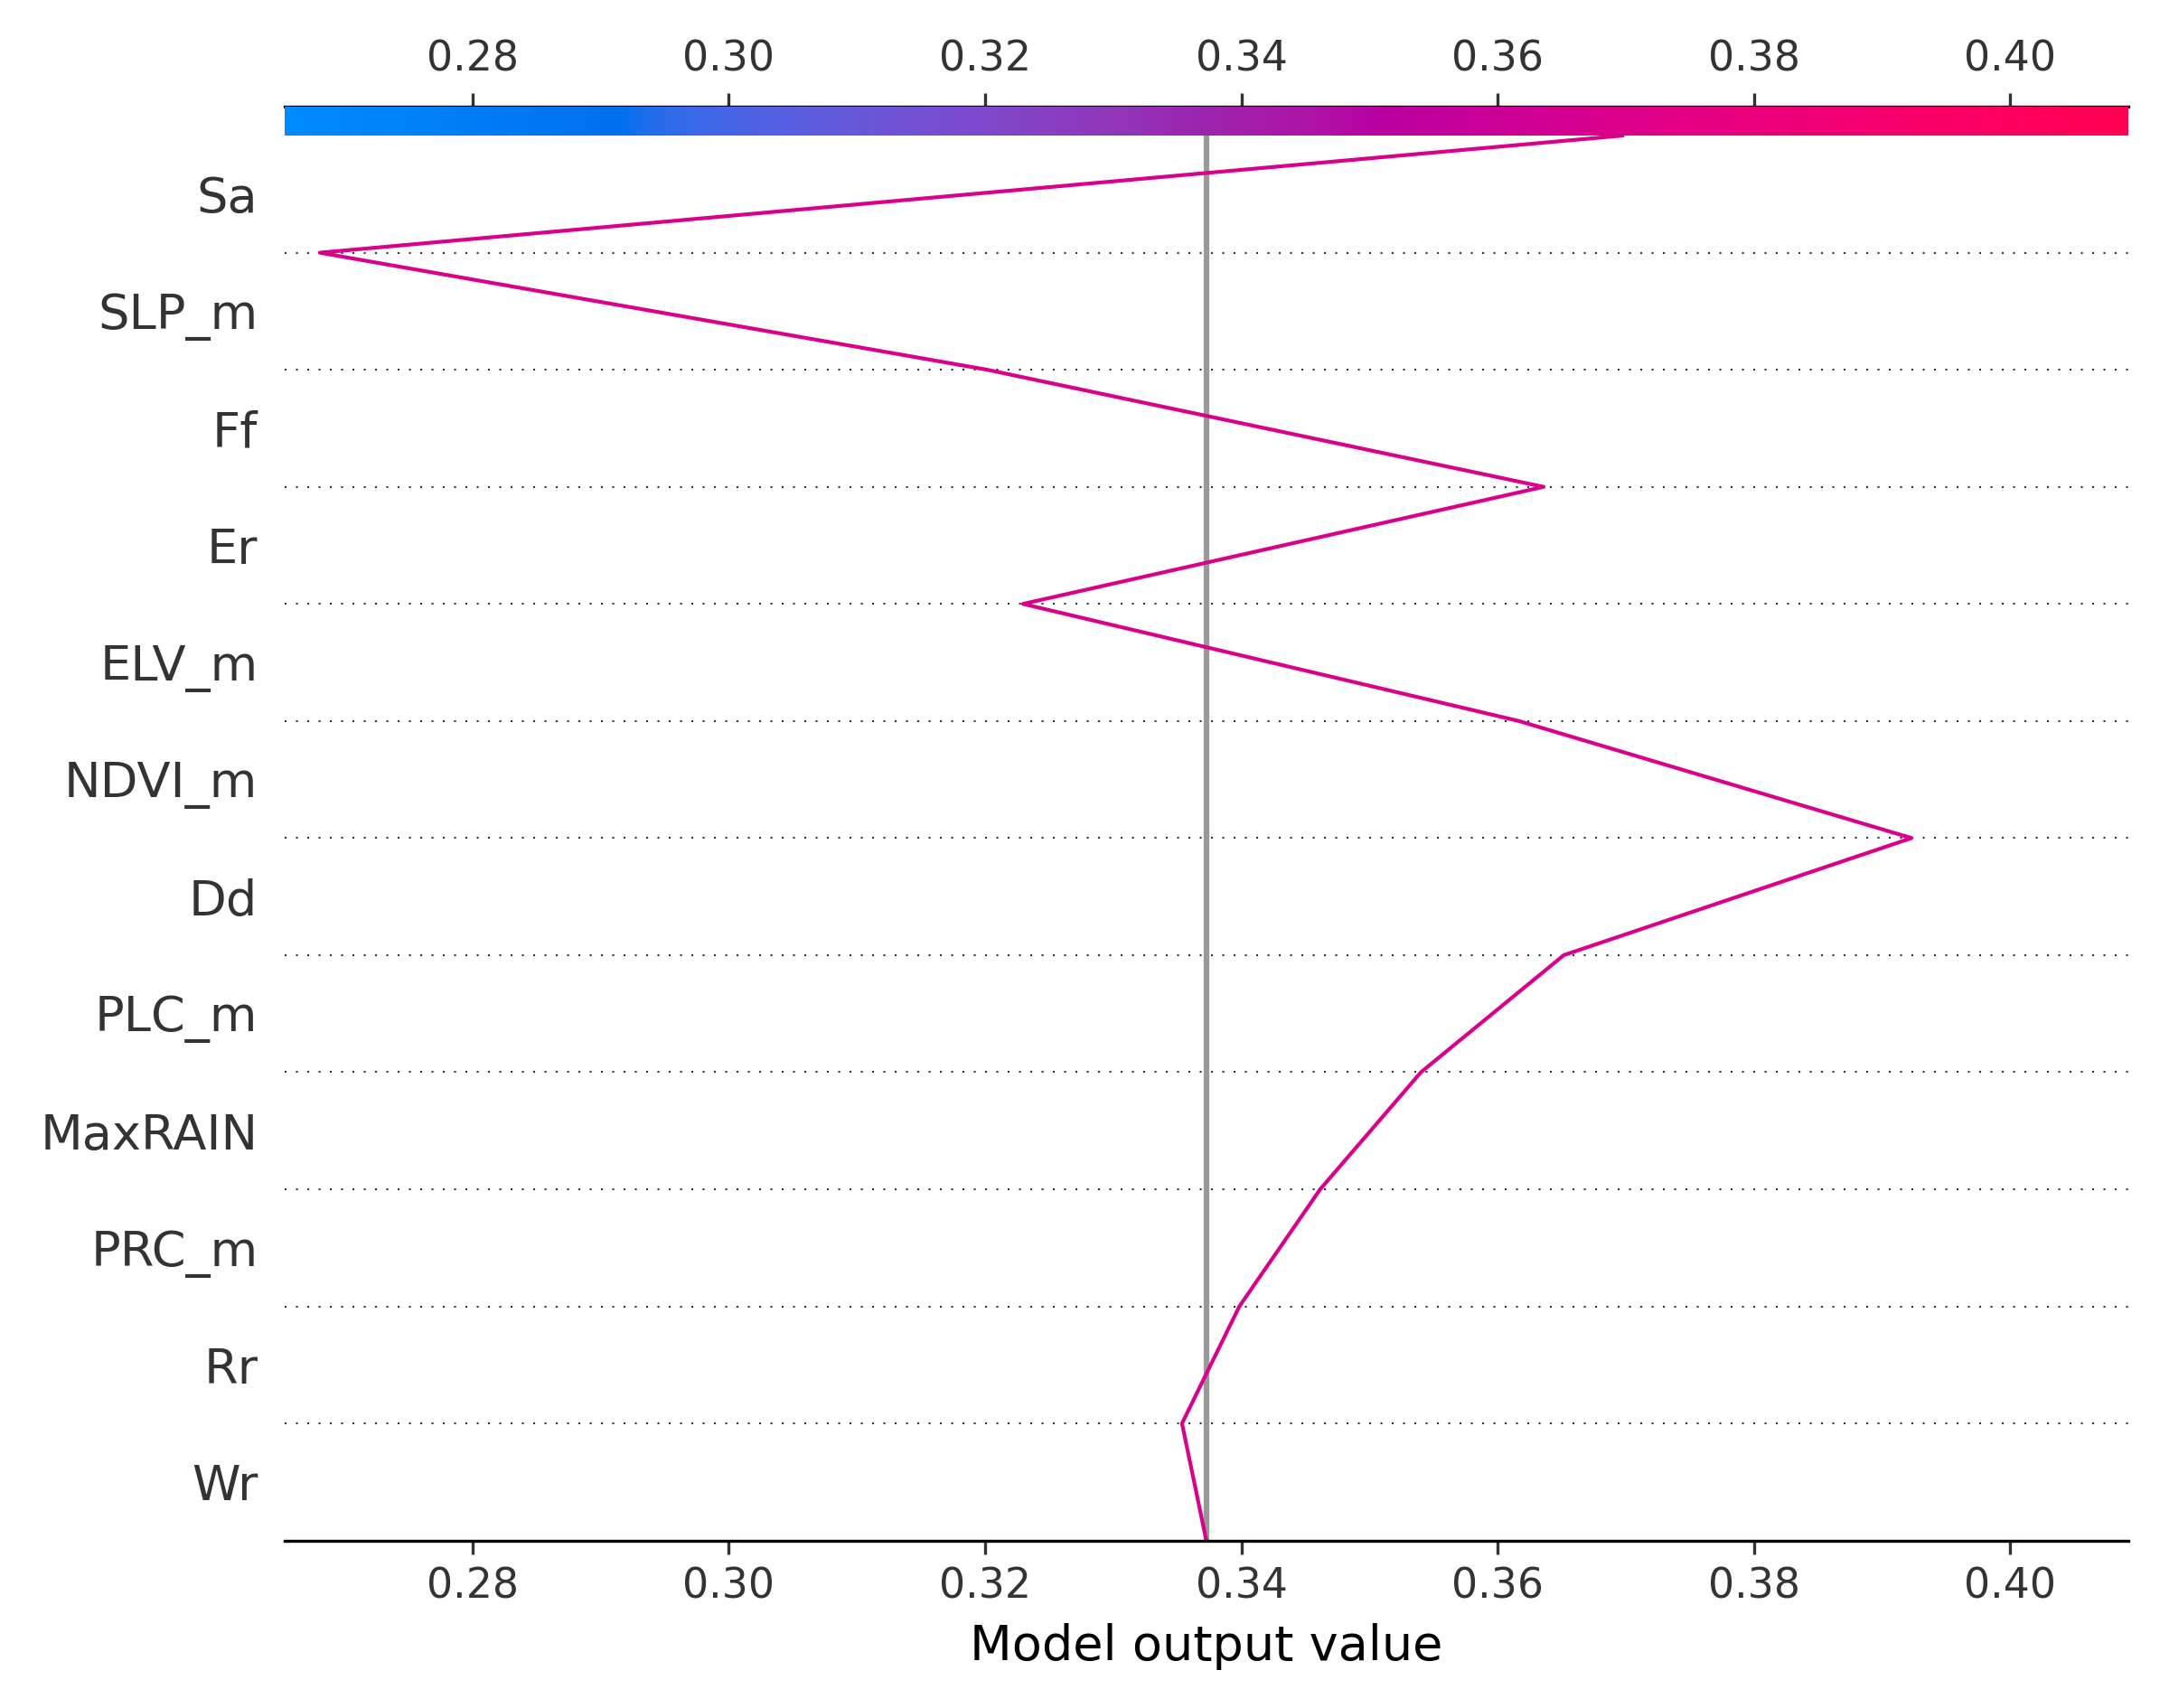 0.28 0.30 0.32 0.34 0.36 0.38 0.40
Sa
SLP_m
Ff
Er
ELV_m
NDVI_m
Dd
PLC_m
MaxRAIN
PRC_m
Rr
Wr
0.28 0.30 0.32 0.34 0.36 0.38 0.40
Model output value